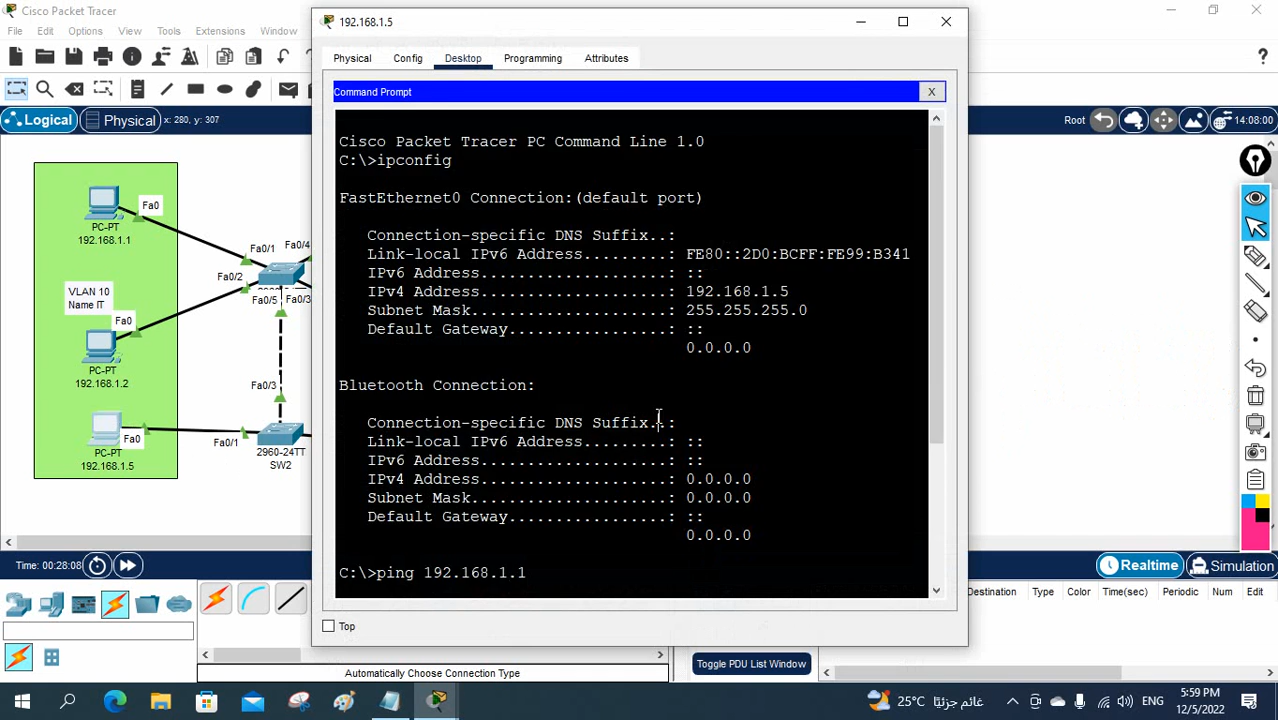 Cisco Packet Tracer
File Edit Options View Tools Extensions Window
Logical
Physical
x: 280, y: 307
Root
14:08:00
192.168.1.5
Physical Config Desktop Programming Attributes
Command Prompt
X
Cisco Packet Tracer PC Command Line 1.0
C:\>ipconfig
FastEthernet0 Connection:(default port)
Connection-specific DNS Suffix..:
Link-local IPv6 Address.........: FE80::2D0:BCFF:FE99:B341
IPv6 Address....................: ::
IPv4 Address....................: 192.168.1.5
Subnet Mask.....................: 255.255.255.0
Default Gateway.................: ::
0.0.0.0
Bluetooth Connection:
Connection-specific DNS Suffix..:
Link-local IPv6 Address.........: ::
IPv6 Address....................: ::
IPv4 Address....................: 0.0.0.0
Subnet Mask.....................: 0.0.0.0
Default Gateway.................: ::
0.0.0.0
C:\>ping 192.168.1.1
Top
Fa0
PC-PT
192.168.1.1
Fa0/1
Fa0/4
Fa0/2
Fa0/5
Fa0/3
VLAN 10
Name IT
Fa0
PC-PT
192.168.1.2
Fa0/3
Fa0
PC-PT
192.168.1.5
Fa0/1
2960-24TT
SW2
Time: 00:28:08
Realtime
Simulation
Destination Type Color Time(sec) Periodic Num Edit
Automatically Choose Connection Type
Toggle PDU List Window
25°C غائم جزئيًا
ENG
5:59 PM
12/5/2022